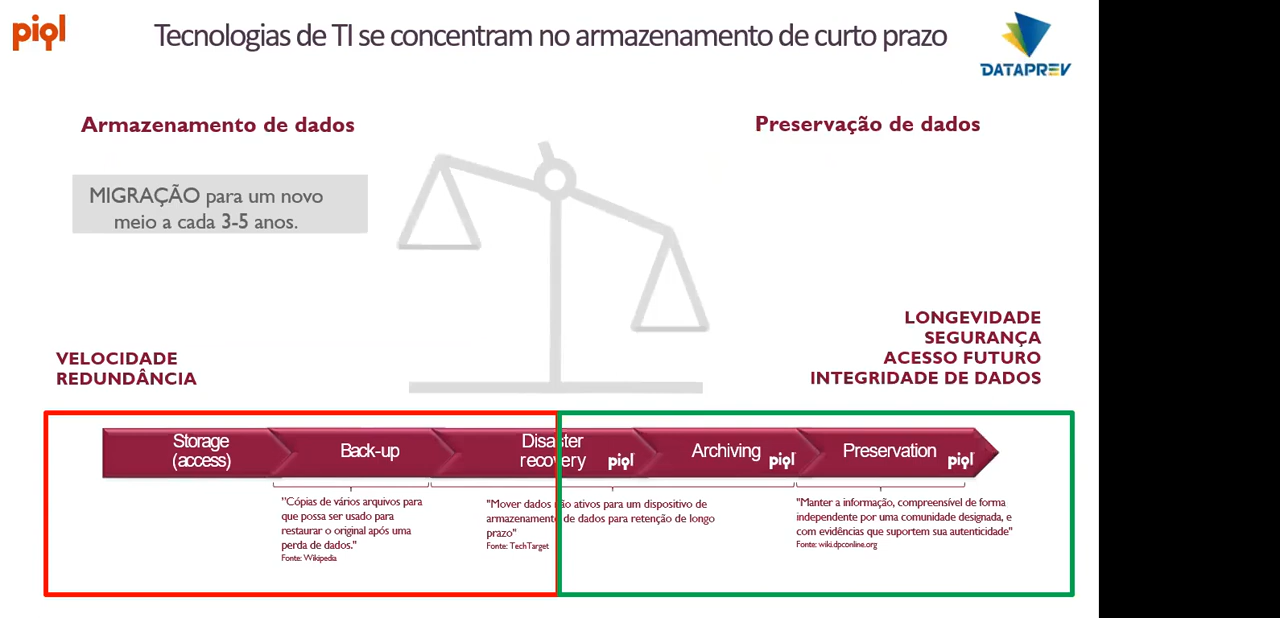 piql
Tecnologias de TI se concentram no armazenamento de curto prazo
DATAPREV
Armazenamento de dados
Preservação de dados
MIGRAÇÃO para um novo
meio a cada 3-5 anos.
VELOCIDADE
REDUNDÂNCIA
LONGEVIDADE
SEGURANÇA
ACESSO FUTURO
INTEGRIDADE DE DADOS
Storage
(access)
Back-up
Disaster
recovery
piql
Archiving
piql
Preservation
piql
"Cópias de vários arquivos para
que possa ser usado para
restaurar o original após uma
perda de dados."
Fonte: Wikipedia
"Mover dados não ativos para um dispositivo de
armazenamento de dados para retenção de longo
prazo"
Fonte: TechTarget
"Manter a informação, compreensível de forma
independente por uma comunidade designada, e
com evidências que suportem sua autenticidade"
Fonte: wiki.dpconline.org